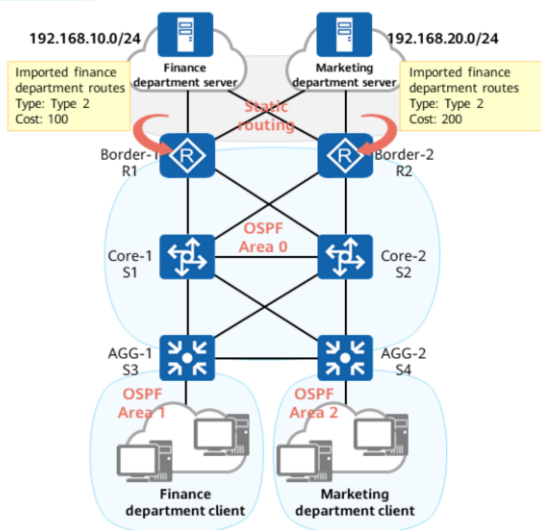 192.168.10.0/24
192.168.20.0/24
Finance
department server
Marketing
department server
Imported finance
department routes
Type: Type 2
Cost: 100
Imported finance
department routes
Type: Type 2
Cost: 200
Static
routing
Border-1
R1
Border-2
R2
OSPF
Area 0
Core-1
S1
Core-2
S2
AGG-1
S3
AGG-2
S4
OSPF
Area 1
OSPF
Area 2
Finance
department client
Marketing
department client